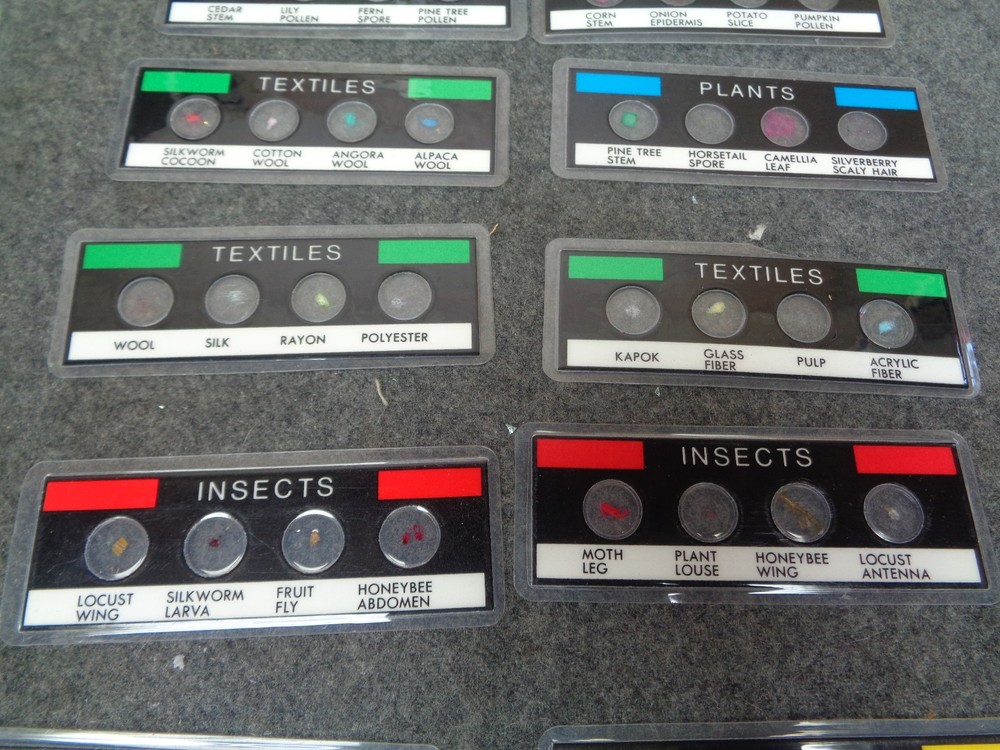 CEDAR STEM
LILY POLLEN
FERN SPORE
PINE TREE POLLEN
CORN STEM
ONION EPIDERMIS
POTATO SLICE
PUMPKIN POLLEN
TEXTILES
SILKWORM COCOON
COTTON WOOL
ANGORA WOOL
ALPACA WOOL
PLANTS
PINE TREE STEM
HORSETAIL SPORE
CAMELLIA LEAF
SILVERBERRY SCALY HAIR
TEXTILES
WOOL
SILK
RAYON
POLYESTER
TEXTILES
KAPOK
GLASS FIBER
PULP
ACRYLIC FIBER
INSECTS
LOCUST WING
SILKWORM LARVA
FRUIT FLY
HONEYBEE ABDOMEN
INSECTS
MOTH LEG
PLANT LOUSE
HONEYBEE WING
LOCUST ANTENNA